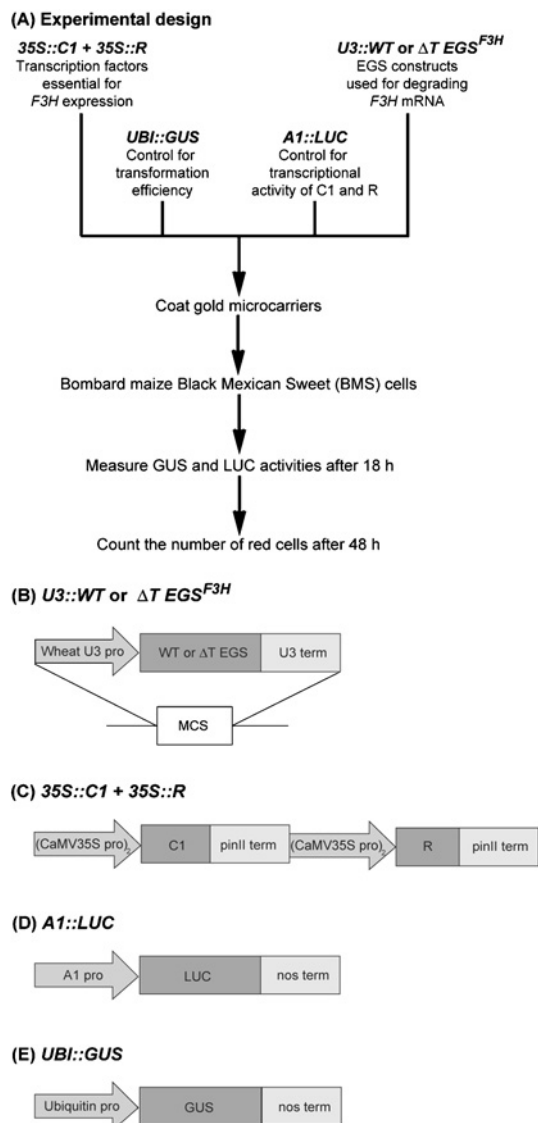 (A) Experimental design
35S::C1 + 35S::R
Transcription factors
essential for
F3H expression
U3::WT or ΔT EGS^F3H
EGS constructs
used for degrading
F3H mRNA
UBI::GUS
Control for
transformation
efficiency
A1::LUC
Control for
transcriptional
activity of C1 and R
Coat gold microcarriers
Bombard maize Black Mexican Sweet (BMS) cells
Measure GUS and LUC activities after 18 h
Count the number of red cells after 48 h
(B) U3::WT or ΔT EGS^F3H
Wheat U3 pro WT or ΔT EGS U3 term
MCS
(C) 35S::C1 + 35S::R
(CaMV35S pro)₂ C1 pinII term (CaMV35S pro)₂ R pinII term
(D) A1::LUC
A1 pro LUC nos term
(E) UBI::GUS
Ubiquitin pro GUS nos term